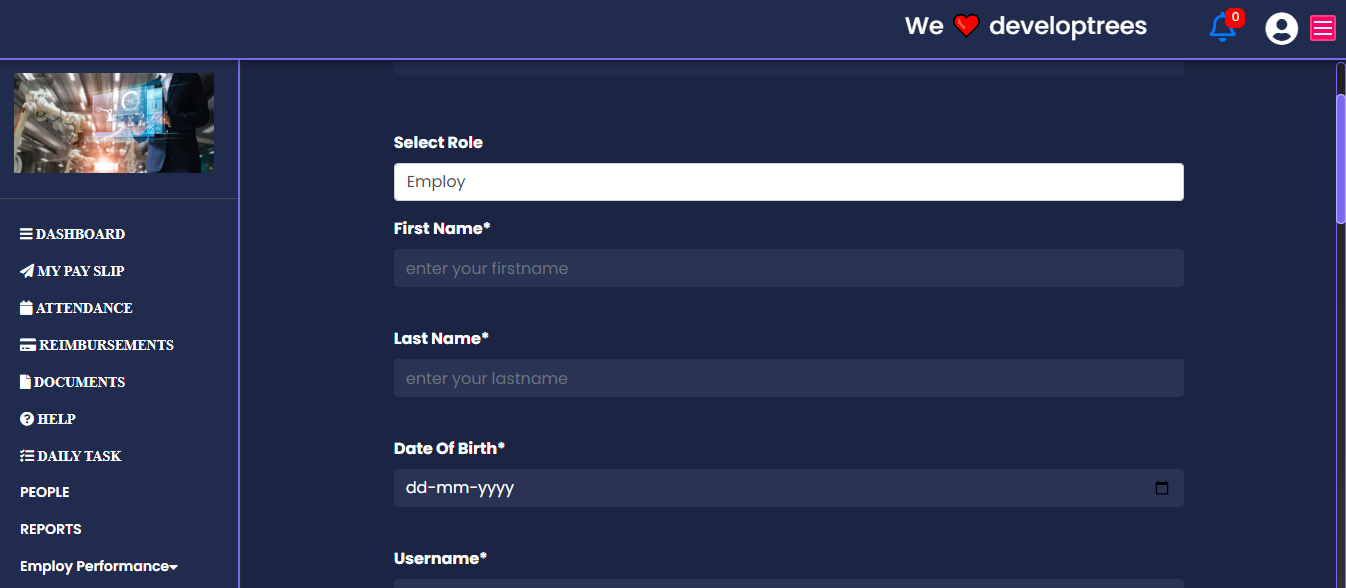 We ❤ developtrees
0
DASHBOARD
MY PAY SLIP
ATTENDANCE
REIMBURSEMENTS
DOCUMENTS
HELP
DAILY TASK
PEOPLE
REPORTS
Employ Performance
Select Role
Employ
First Name*
enter your firstname
Last Name*
enter your lastname
Date Of Birth*
dd-mm-yyyy
Username*